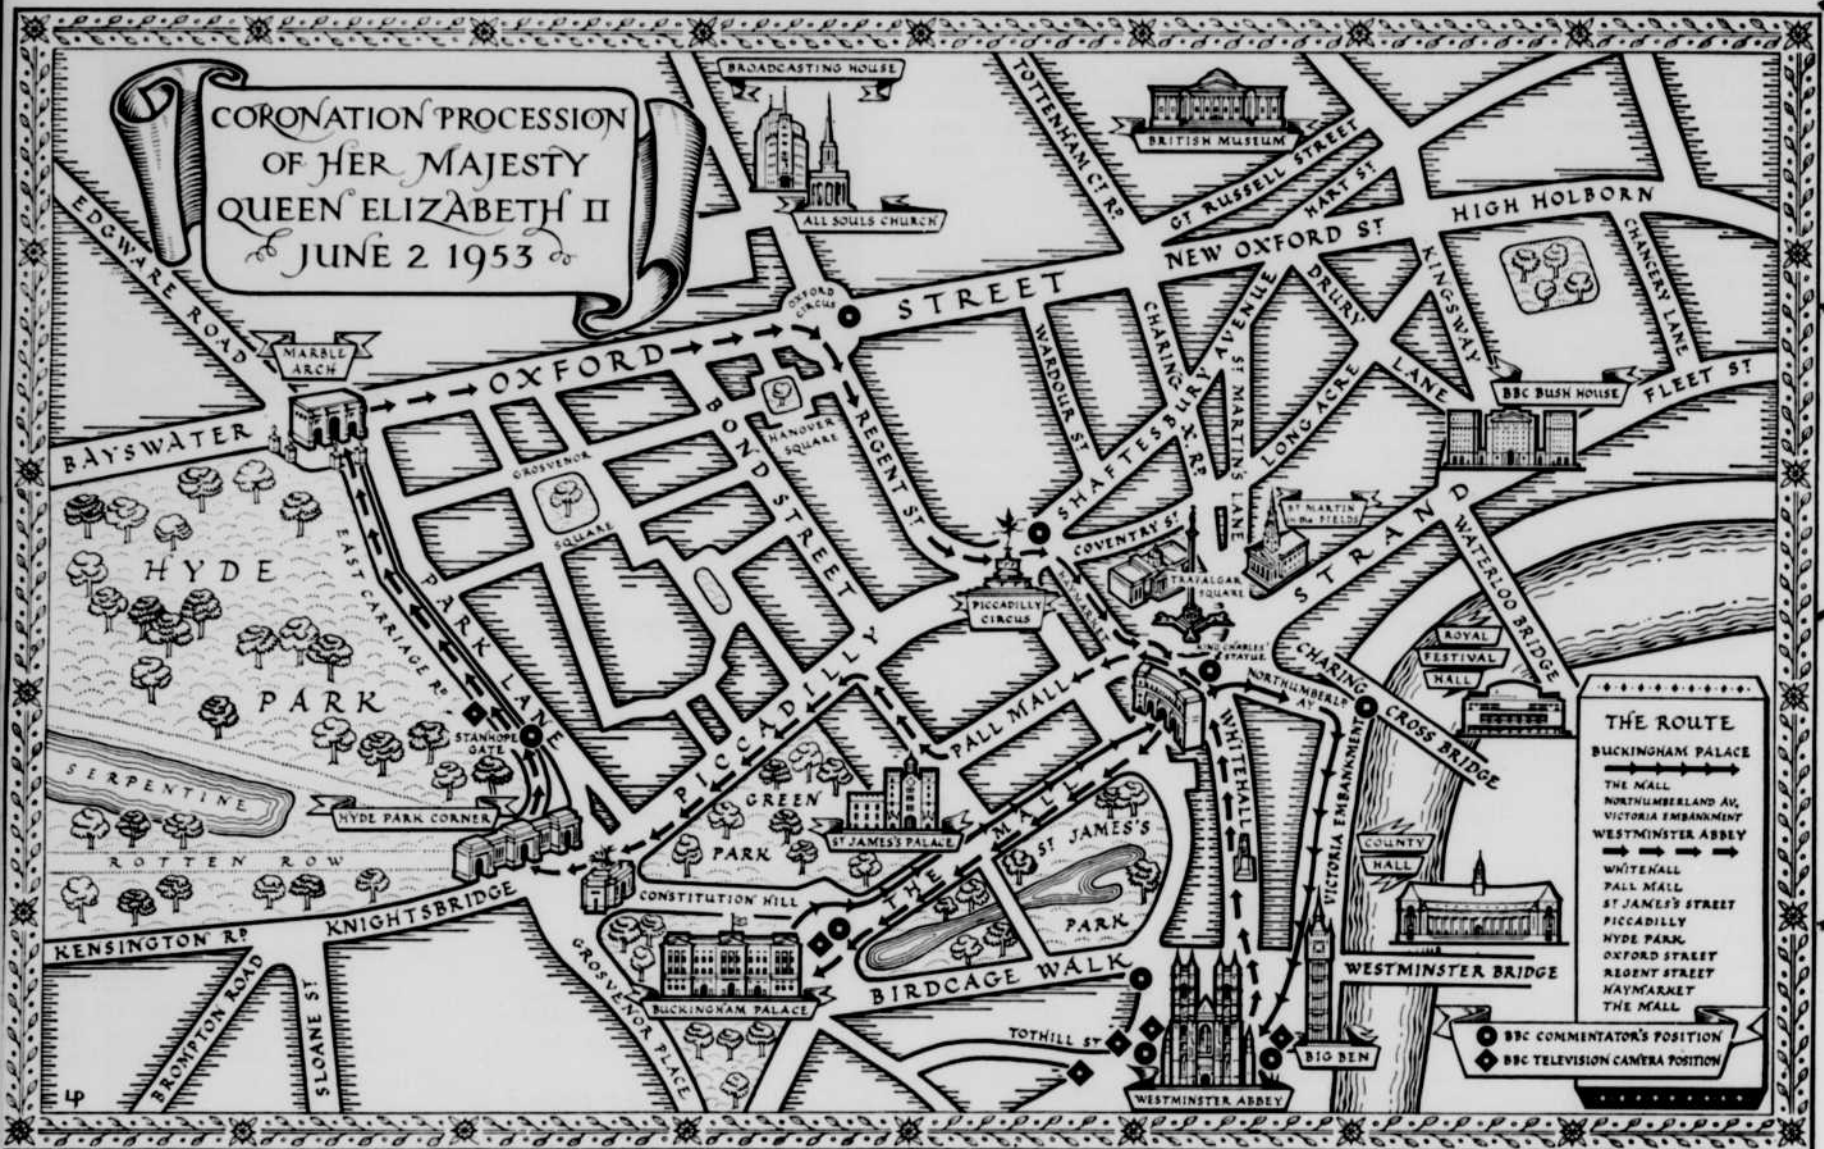 CORONATION PROCESSION
OF HER MAJESTY
QUEEN ELIZABETH II
JUNE 2 1953
BROADCASTING HOUSE
ALL SOULS CHURCH
TOTTENHAM CT RD
BRITISH MUSEUM
GT RUSSELL STREET
HART ST
NEW OXFORD ST
HIGH HOLBORN
CHANCERY LANE
KINGSWAY
DRURY
LANE
EDGWARE ROAD
MARBLE
ARCH
OXFORD
CIRCUS
OXFORD
STREET
BAYSWATER
HANOVER
SQUARE
GROSVENOR
SQUARE
BOND STREET
REGENT ST
WARDOUR ST
CHARING X RD
SHAFTESBURY AVENUE
ST MARTINS LANE
LONG ACRE
BBC BUSH HOUSE
FLEET ST
HYDE
PARK
EAST CARRIAGE RD
PARK LANE
COVENTRY ST
ST MARTIN
in the FIELDS
TRAFALGAR
SQUARE
STRAND
WATERLOO BRIDGE
PICCADILLY
CIRCUS
HAYMARKET
KING CHARLES'
STATUE
NORTHUMBERLD
AV
CHARING
CROSS BRIDGE
ROYAL
FESTIVAL
HALL
STANHOPE
GATE
PICCADILLY
PALL MALL
WHITEHALL
VICTORIA EMBANKMENT
SERPENTINE
HYDE PARK CORNER
ROTTEN ROW
GREEN
PARK
ST JAMES'S PALACE
THE MALL
ST JAMES'S
PARK
COUNTY
HALL
CONSTITUTION HILL
KENSINGTON RD
KNIGHTSBRIDGE
BROMPTON ROAD
SLOANE ST
GROSVENOR PLACE
BUCKINGHAM PALACE
BIRDCAGE WALK
TOTHILL ST
WESTMINSTER ABBEY
BIG BEN
WESTMINSTER BRIDGE
THE ROUTE
BUCKINGHAM PALACE
THE MALL
NORTHUMBERLAND AV,
VICTORIA EMBANKMENT
WESTMINSTER ABBEY
WHITEHALL
PALL MALL
ST JAMES'S STREET
PICCADILLY
HYDE PARK
OXFORD STREET
REGENT STREET
HAYMARKET
THE MALL
BBC COMMENTATOR'S POSITION
BBC TELEVISION CAMERA POSITION
LP